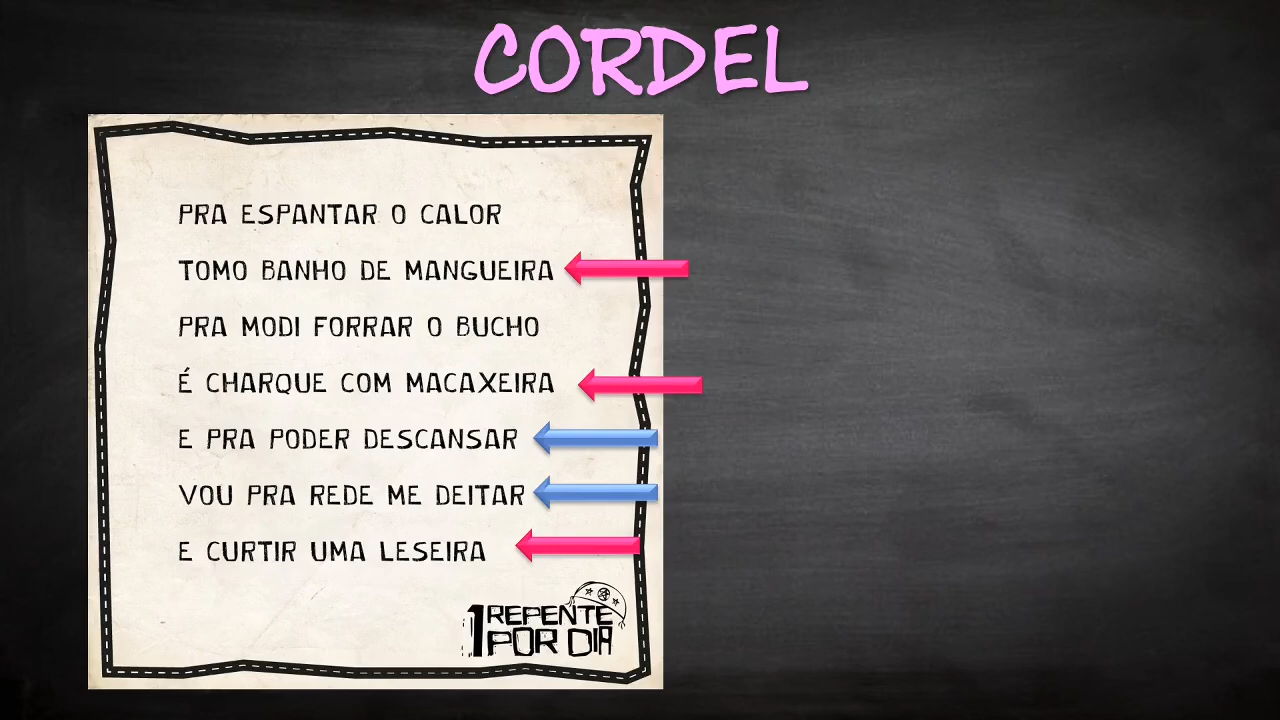 CORDEL
PRA ESPANTAR O CALOR
TOMO BANHO DE MANGUEIRA
PRA MODI FORRAR O BUCHO
É CHARQUE COM MACAXEIRA
E PRA PODER DESCANSAR
VOU PRA REDE ME DEITAR
E CURTIR UMA LESEIRA
1 REPENTE
POR DIA